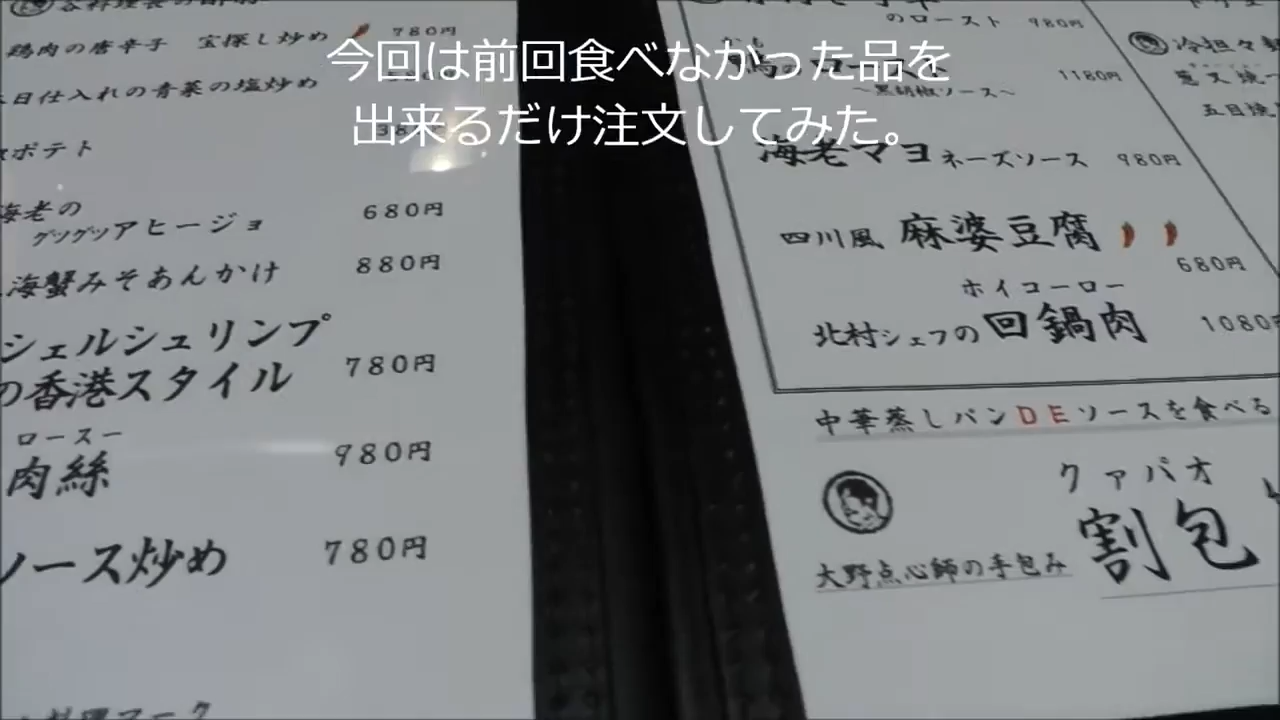 今回は前回食べなかった品を
出来るだけ注文してみた。
鶏肉の唐辛子 宝探し炒め 780円
日仕入れの青菜の塩炒め
ポテト
海老の
グツグツアヒージョ 680円
海蟹みそあんかけ 880円
シェルシュリンプ
の香港スタイル 780円
ロースー
肉絲 980円
ソース炒め 780円
のロースト 980円
1180円
～黒胡椒ソース～
海老マヨネーズソース 980円
四川風 麻婆豆腐
680円
ホイコーロー
北村シェフの回鍋肉 1080円
中華蒸しパンDEソースを食べる
クァパオ
大野点心師の手包み 割包
冷担々麺
五目焼